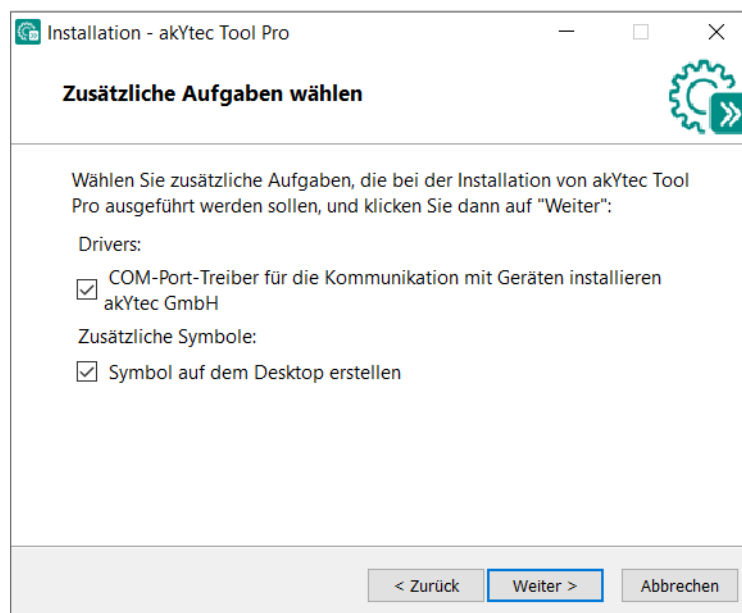 Installation - akYtec Tool Pro
Zusätzliche Aufgaben wählen
Wählen Sie zusätzliche Aufgaben, die bei der Installation von akYtec Tool
Pro ausgeführt werden sollen, und klicken Sie dann auf "Weiter":
Drivers:
COM-Port-Treiber für die Kommunikation mit Geräten installieren
akYtec GmbH
Zusätzliche Symbole:
Symbol auf dem Desktop erstellen
< Zurück
Weiter >
Abbrechen